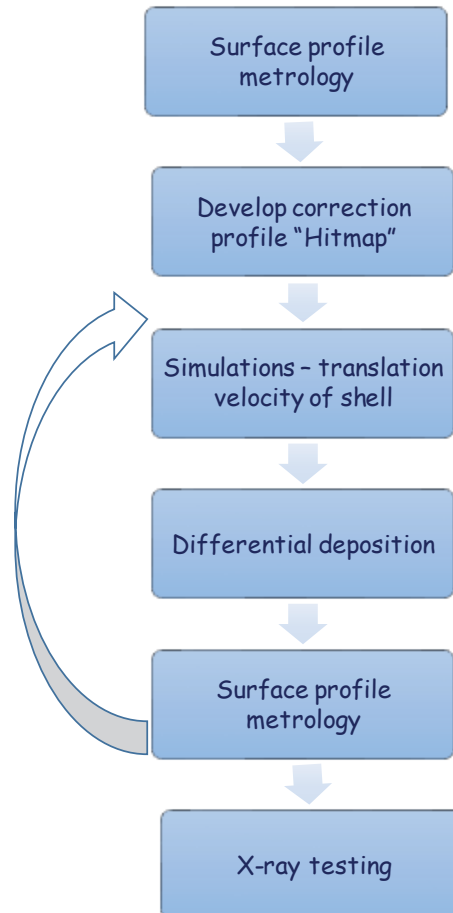 Surface profile
metrology
Develop correction
profile “Hitmap”
Simulations – translation
velocity of shell
Differential deposition
Surface profile
metrology
X-ray testing